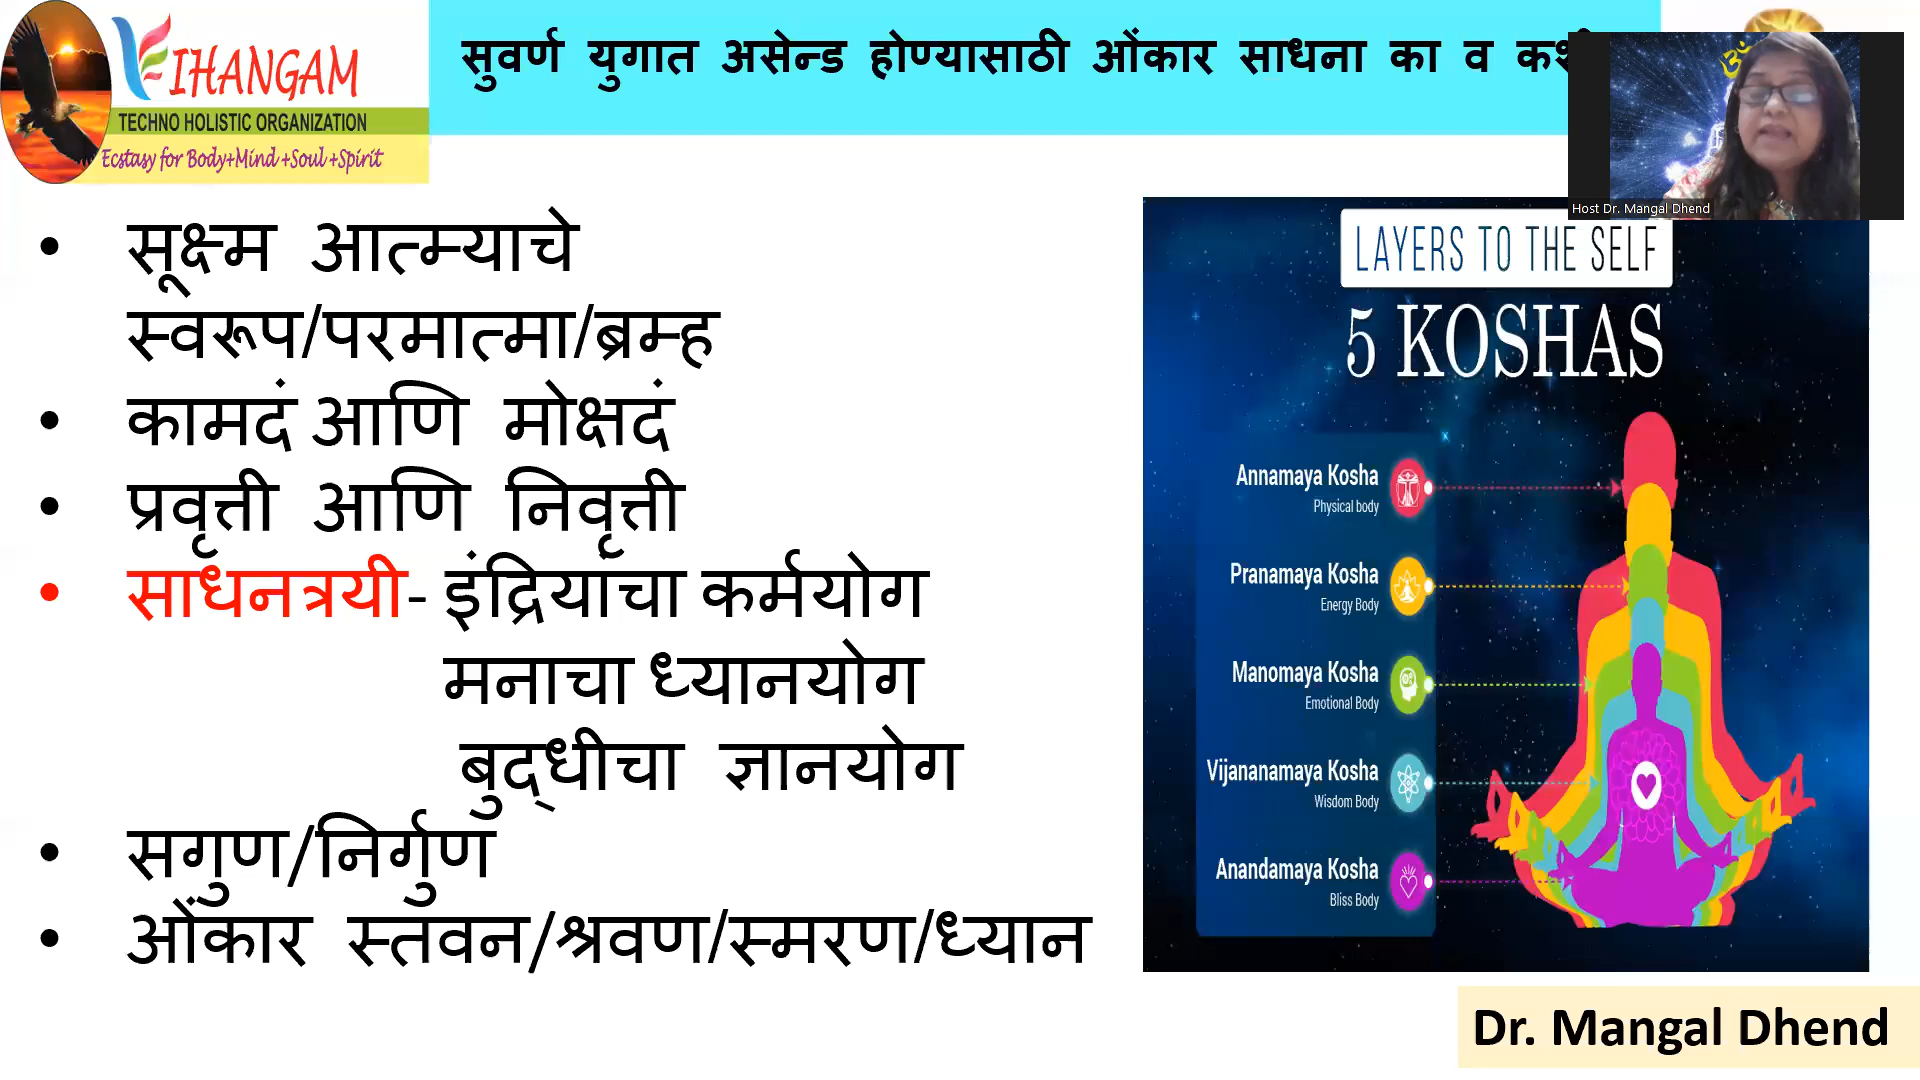 VIHANGAM
TECHNO HOLISTIC ORGANIZATION
Ecstasy for Body+Mind +Soul +Spirit
सुवर्ण युगात असेन्ड होण्यासाठी ओंकार साधना का व
ॐ
Host Dr. Mangal Dhend
• सूक्ष्म आत्म्याचे
स्वरूप/परमात्मा/ब्रम्ह
• कामदं आणि मोक्षदं
• प्रवृत्ती आणि निवृत्ती
• साधनत्रयी- इंद्रियांचा कर्मयोग
मनाचा ध्यानयोग
बुद्धीचा ज्ञानयोग
• सगुण/निर्गुण
• ओंकार स्तवन/श्रवण/स्मरण/ध्यान
LAYERS TO THE SELF
5 KOSHAS
Annamaya Kosha
Physical body
Pranamaya Kosha
Energy Body
Manomaya Kosha
Emotional Body
Vijananamaya Kosha
Wisdom Body
Anandamaya Kosha
Bliss Body
Dr. Mangal Dhend